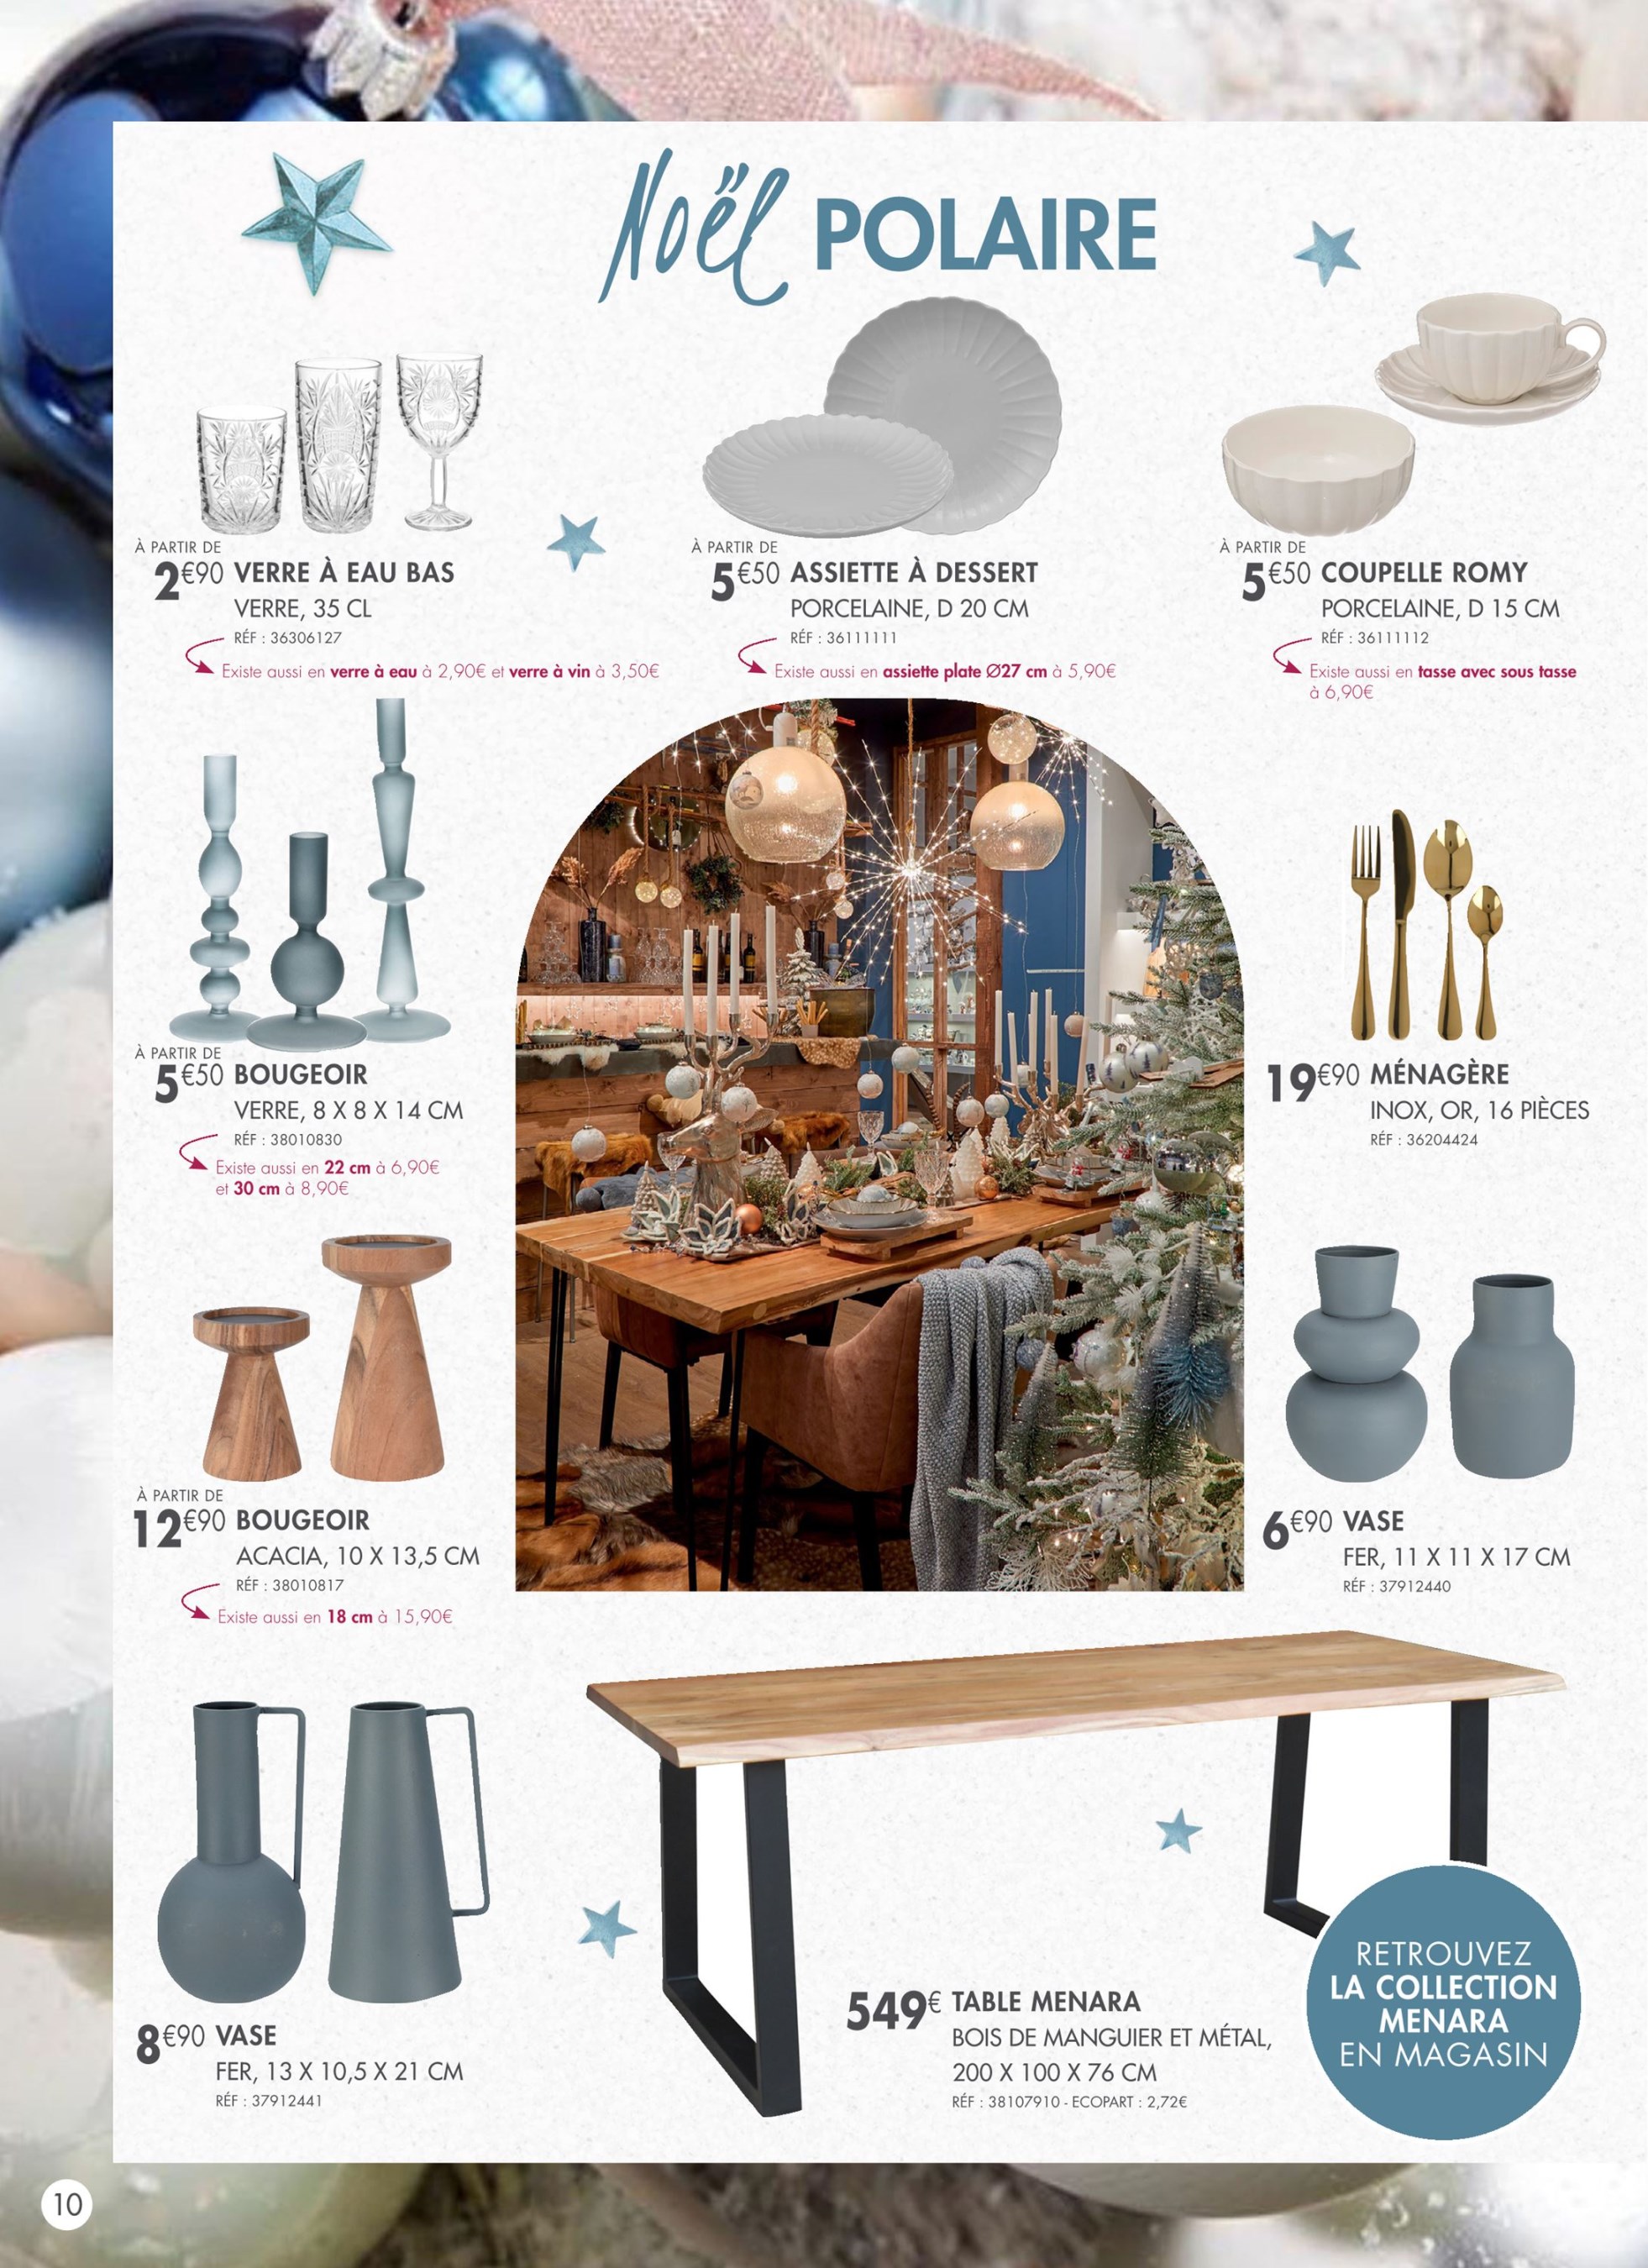 Noël POLAIRE
À PARTIR DE
2€90 VERRE À EAU BAS
VERRE, 35 CL
RÉF : 36306127
Existe aussi en verre à eau à 2,90€ et verre à vin à 3,50€
À PARTIR DE
5€50 ASSIETTE À DESSERT
PORCELAINE, D 20 CM
RÉF : 36111111
Existe aussi en assiette plate Ø27 cm à 5,90€
À PARTIR DE
5€50 COUPELLE ROMY
PORCELAINE, D 15 CM
RÉF : 36111112
Existe aussi en tasse avec sous tasse
à 6,90€
À PARTIR DE
5€50 BOUGEOIR
VERRE, 8 X 8 X 14 CM
RÉF : 38010830
Existe aussi en 22 cm à 6,90€
et 30 cm à 8,90€
19€90 MÉNAGÈRE
INOX, OR, 16 PIÈCES
RÉF : 36204424
À PARTIR DE
12€90 BOUGEOIR
ACACIA, 10 X 13,5 CM
RÉF : 38010817
Existe aussi en 18 cm à 15,90€
6€90 VASE
FER, 11 X 11 X 17 CM
RÉF : 37912440
8€90 VASE
FER, 13 X 10,5 X 21 CM
RÉF : 37912441
549€ TABLE MENARA
BOIS DE MANGUIER ET MÉTAL,
200 X 100 X 76 CM
RÉF : 38107910 - ECOPART : 2,72€
RETROUVEZ
LA COLLECTION
MENARA
EN MAGASIN
10